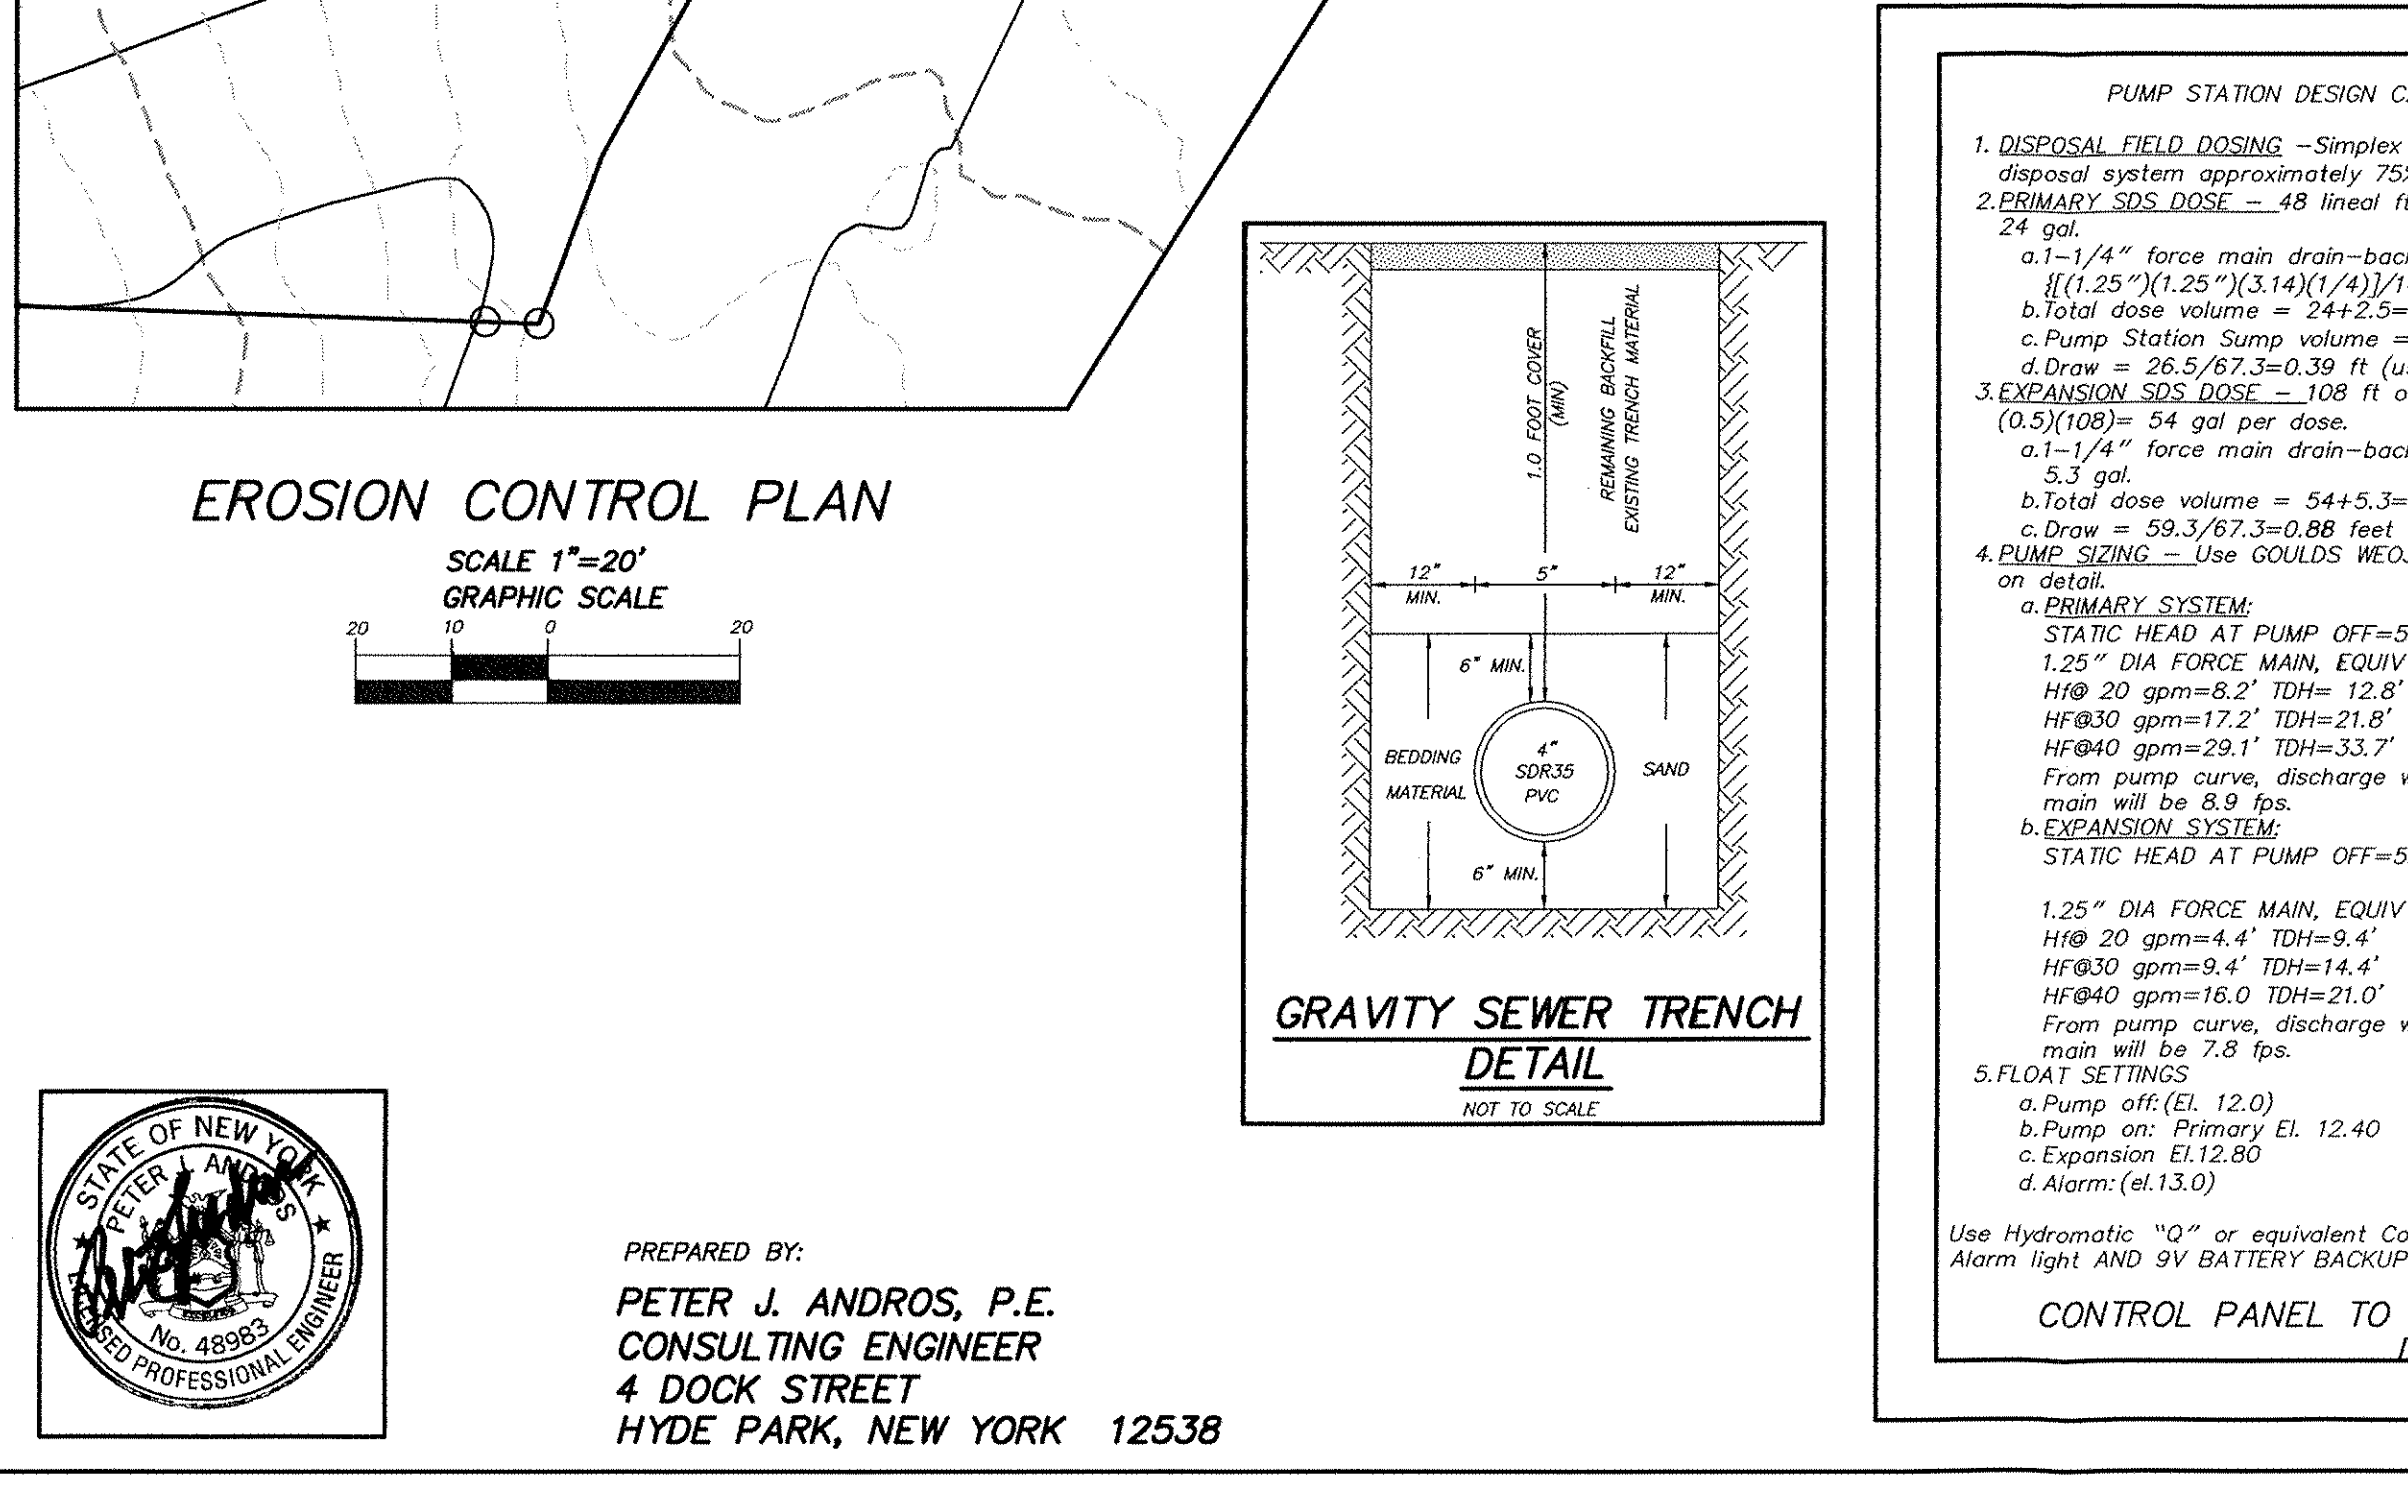 EROSION CONTROL PLAN
SCALE 1"=20'
GRAPHIC SCALE
20 10 0 20
STATE OF NEW YORK
PETER J. ANDROS
No. 48983
LICENSED PROFESSIONAL ENGINEER
PREPARED BY:
PETER J. ANDROS, P.E.
CONSULTING ENGINEER
4 DOCK STREET
HYDE PARK, NEW YORK 12538
1.0 FOOT COVER
(MIN)
REMAINING BACKFILL
EXISTING TRENCH MATERIAL
12" 5" 12"
MIN. MIN.
6" MIN.
BEDDING
MATERIAL
4"
SDR35
PVC
SAND
6" MIN.
GRAVITY SEWER TRENCH
DETAIL
NOT TO SCALE
PUMP STATION DESIGN
1. DISPOSAL FIELD DOSING -Simplex
disposal system approximately 75
2. PRIMARY SDS DOSE - 48 lineal
24 gal.
a.1-1/4" force main
{[(1.25")(1.25")(3.14)(1/4)]/1
b.Total dose volume = 24+2.5=
c.Pump Station Sump volume =
d.Draw = 26.5/67.3=0.39 ft
3. EXPANSION SDS DOSE - 108 ft
(0.5)(108)= 54 gal per dose.
a.1-1/4" force main
5.3 gal.
b.Total dose volume = 54+5.3=
c.Draw = 59.3/67.3=0.88 feet
4. PUMP SIZING - Use GOULDS
on detail.
a. PRIMARY SYSTEM:
STATIC HEAD AT PUMP OFF=5
1.25" DIA FORCE MAIN, EQUIV
Hf@ 20 gpm=8.2' TDH= 12.8'
HF@30 gpm=17.2' TDH=21.8'
HF@40 gpm=29.1' TDH=33.7'
From pump curve, discharge
main will be 8.9 fps.
b. EXPANSION SYSTEM:
STATIC HEAD AT PUMP OFF=5
1.25" DIA FORCE MAIN, EQUIV
Hf@ 20 gpm=4.4' TDH=9.4'
HF@30 gpm=9.4' TDH=14.4'
HF@40 gpm=16.0 TDH=21.0'
From pump curve, discharge
main will be 7.8 fps.
5.FLOAT SETTINGS
a.Pump off:(El. 12.0)
b.Pump on: Primary El. 12.40
c.Expansion El.12.80
d.Alarm:(el.13.0)
Use Hydromatic "Q" or equivalent
Alarm light AND 9V BATTERY BACKUP
CONTROL PANEL TO